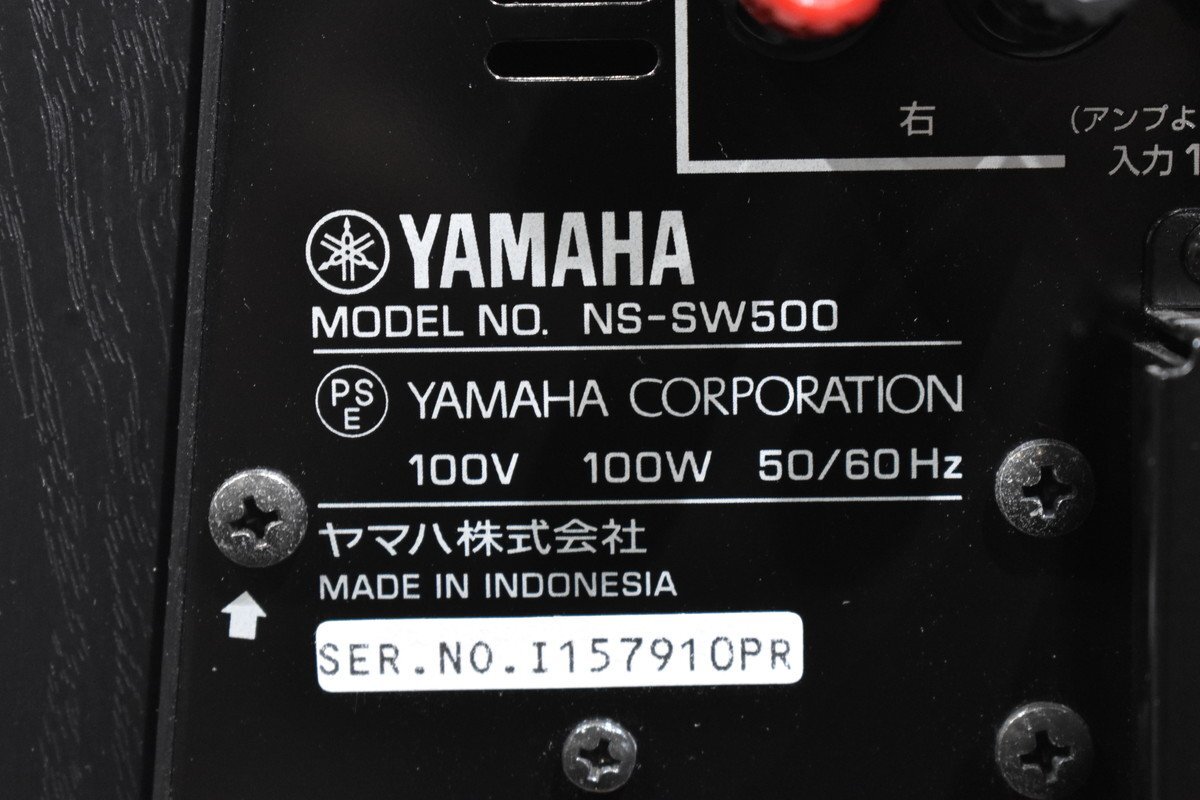 右
(アンプよ
入力1
YAMAHA
MODEL NO. NS-SW500
PSE YAMAHA CORPORATION
100V 100W 50/60Hz
ヤマハ株式会社
MADE IN INDONESIA
SER.NO.I157910PR